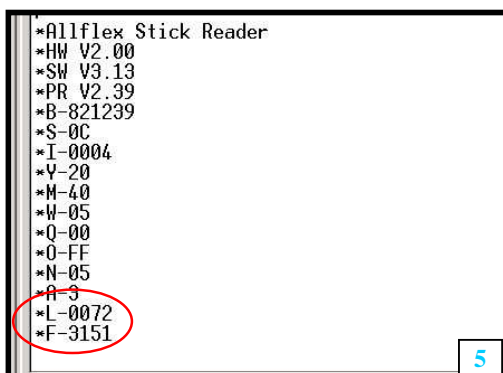 *Allflex Stick Reader
*HW V2.00
*SW V3.13
*PR V2.39
*B-821239
*S-0C
*I-0004
*Y-20
*M-40
*W-05
*Q-00
*O-FF
*N-05
*A-3
*L-0072
*F-3151
5